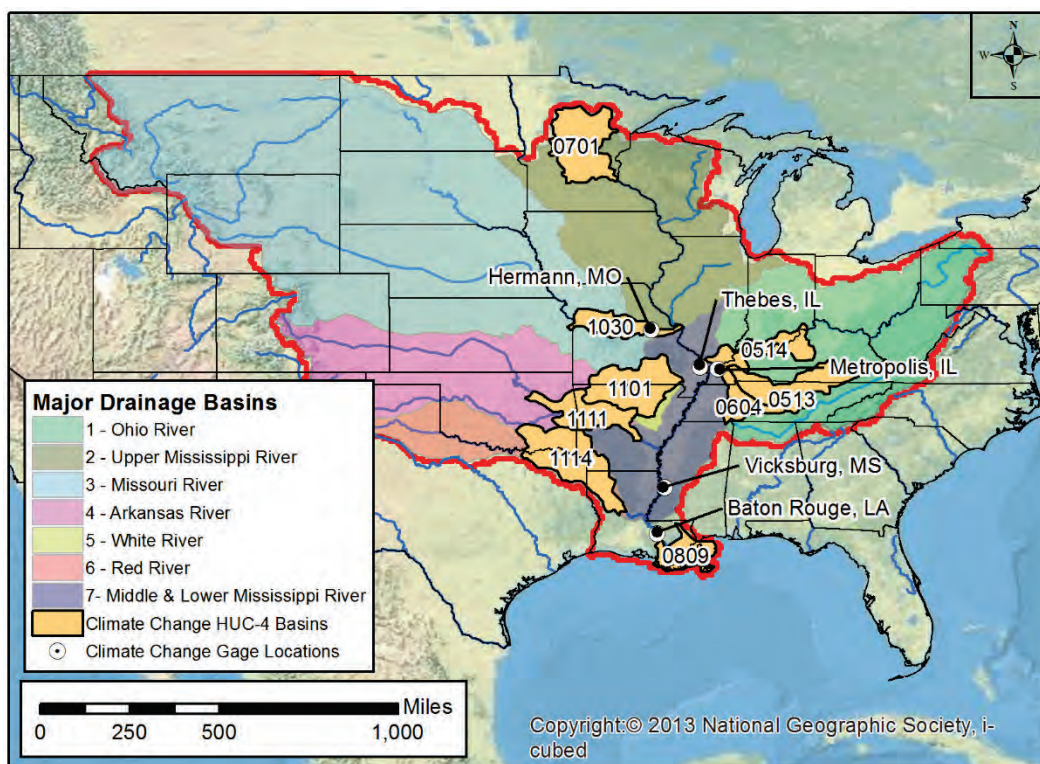 N
W
E
S
0701
Hermann, MO
Thebes, IL
1030
0514
Metropolis, IL
1101
0513
0604
1111
1114
Vicksburg, MS
Baton Rouge, LA
0809
Major Drainage Basins
1 - Ohio River
2 - Upper Mississippi River
3 - Missouri River
4 - Arkansas River
5 - White River
6 - Red River
7- Middle & Lower Mississippi River
Climate Change HUC-4 Basins
Climate Change Gage Locations
Miles
0 250 500 1,000
Copyright:© 2013 National Geographic Society, i-
cubed